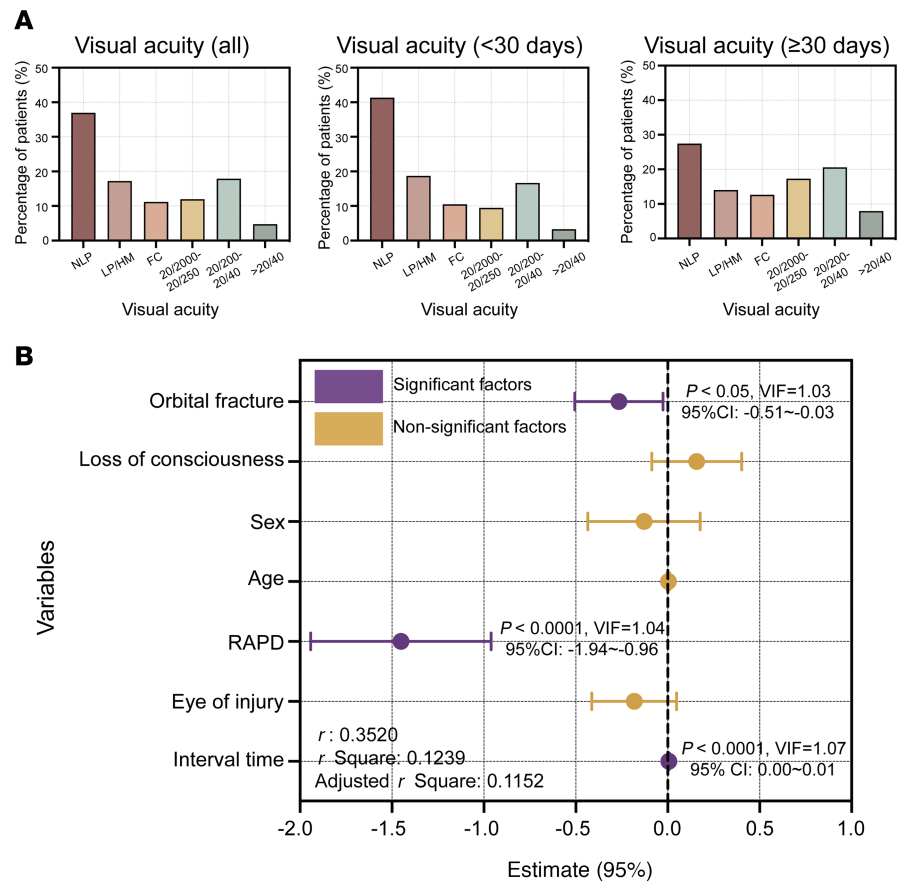 A
Visual acuity (all)
Percentage of patients (%)
50
40
30
20
10
0
NLP
LP/HM
FC
20/2000-
20/250
20/200-
20/40
>20/40
Visual acuity
Visual acuity (<30 days)
Percentage of patients (%)
50
40
30
20
10
0
NLP
LP/HM
FC
20/2000-
20/250
20/200-
20/40
>20/40
Visual acuity
Visual acuity (≥30 days)
Percentage of patients (%)
50
40
30
20
10
0
NLP
LP/HM
FC
20/2000-
20/250
20/200-
20/40
>20/40
Visual acuity
B
Variables
Significant factors
Non-significant factors
Orbital fracture
P < 0.05, VIF=1.03
95%CI: -0.51~-0.03
Loss of consciousness
Sex
Age
RAPD
P < 0.0001, VIF=1.04
95%CI: -1.94~-0.96
Eye of injury
Interval time
P < 0.0001, VIF=1.07
95% CI: 0.00~0.01
r : 0.3520
r Square: 0.1239
Adjusted r Square: 0.1152
-2.0
-1.5
-1.0
-0.5
0.0
0.5
1.0
Estimate (95%)